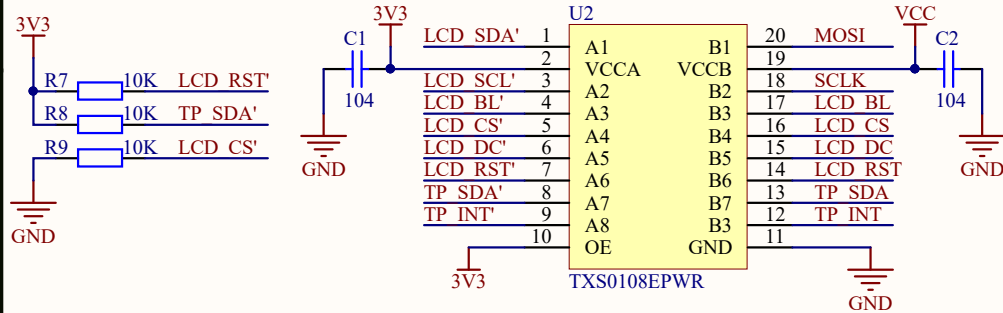 3V3
R7 10K LCD_RST'
R8 10K TP_SDA'
R9 10K LCD_CS'
GND
3V3
C1
104
GND
U2
LCD_SDA' 1 A1 B1 20 MOSI
2 VCCA VCCB 19
LCD_SCL' 3 A2 B2 18 SCLK
LCD_BL' 4 A3 B3 17 LCD_BL
LCD_CS' 5 A4 B4 16 LCD_CS
LCD_DC' 6 A5 B5 15 LCD_DC
LCD_RST' 7 A6 B6 14 LCD_RST
TP_SDA' 8 A7 B7 13 TP_SDA
TP_INT' 9 A8 B3 12 TP_INT
10 OE GND 11
3V3
TXS0108EPWR
GND
VCC
C2
104
GND